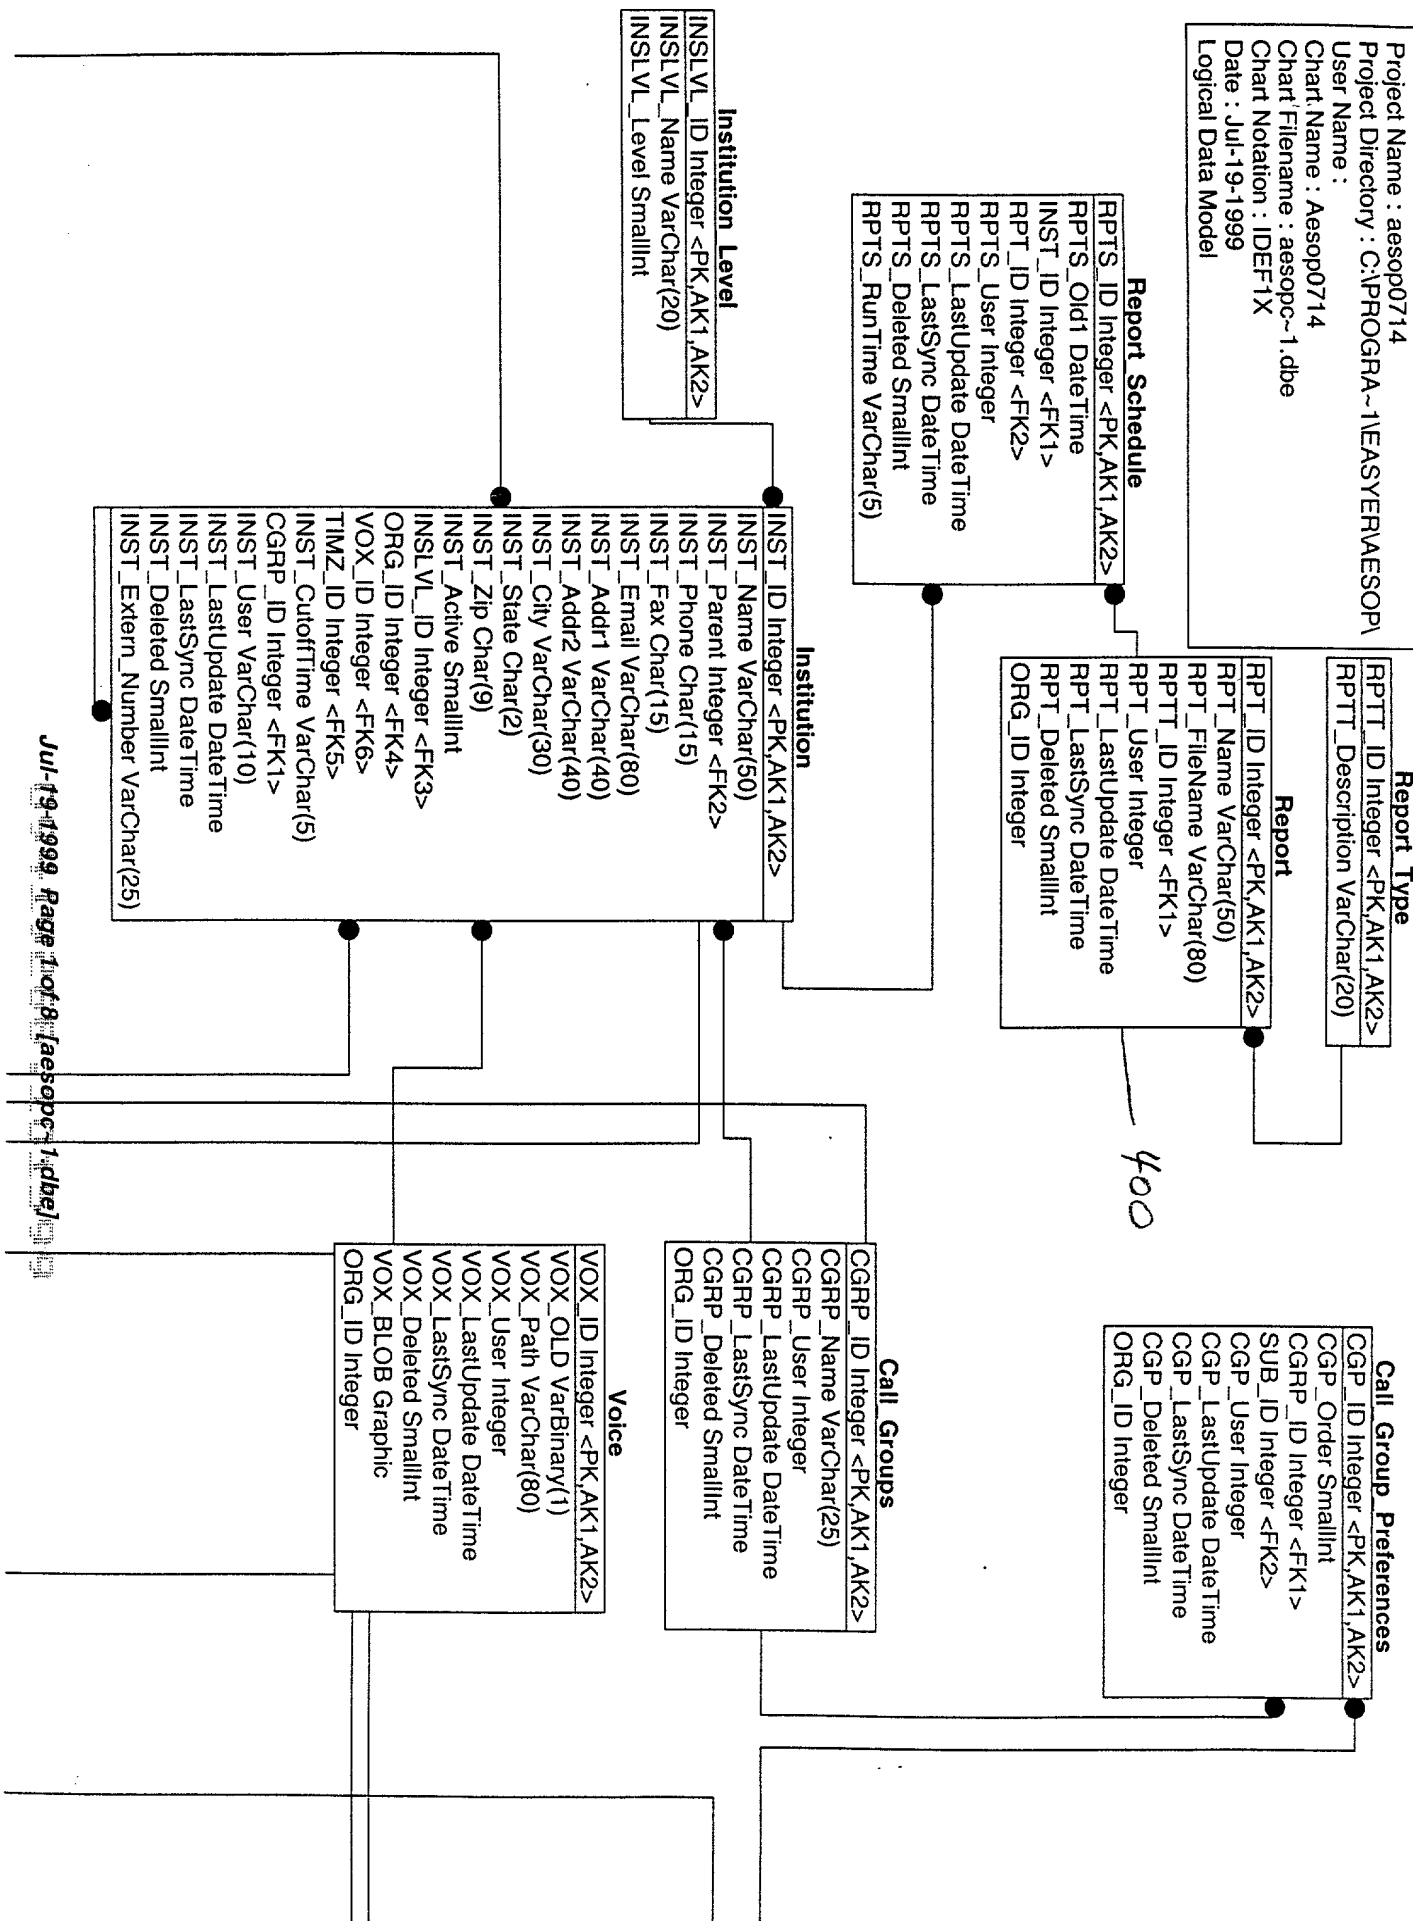 Project Name : aesop0714
Project Directory : C:\PROGRA~1\EASYER\AESOP\
User Name :
Chart Name : Aesop0714
Chart Filename : aesopc~1.dbe
Chart Notation : IDEF1X
Date : Jul-19-1999
Logical Data Model
Report_Type
RPTT_ID Integer <PK,AK1,AK2>
RPTT_Description VarChar(20)
Call_Group_Preferences
CGP_ID Integer <PK,AK1,AK2>
CGP_Order SmallInt
CGRP_ID Integer <FK1>
SUB_ID Integer <FK2>
CGP_User Integer
CGP_LastUpdate DateTime
CGP_LastSync DateTime
CGP_Deleted SmallInt
ORG_ID Integer
Report
RPT_ID Integer <PK,AK1,AK2>
RPT_Name VarChar(50)
RPT_FileName VarChar(80)
RPTT_ID Integer <FK1>
RPT_User Integer
RPT_LastUpdate DateTime
RPT_LastSync DateTime
RPT_Deleted SmallInt
ORG_ID Integer
400
Report_Schedule
RPTS_ID Integer <PK,AK1,AK2>
RPTS_Old1 DateTime
INST_ID Integer <FK1>
RPT_ID Integer <FK2>
RPTS_User Integer
RPTS_LastUpdate DateTime
RPTS_LastSync DateTime
RPTS_Deleted SmallInt
RPTS_RunTime VarChar(5)
Call_Groups
CGRP_ID Integer <PK,AK1,AK2>
CGRP_Name VarChar(25)
CGRP_User Integer
CGRP_LastUpdate DateTime
CGRP_LastSync DateTime
CGRP_Deleted SmallInt
ORG_ID Integer
Institution_Level
INSLVL_ID Integer <PK,AK1,AK2>
INSLVL_Name VarChar(20)
INSLVL_Level SmallInt
Institution
INST_ID Integer <PK,AK1,AK2>
INST_Name VarChar(50)
INST_Parent Integer <FK2>
INST_Phone Char(15)
INST_Fax Char(15)
INST_Email VarChar(80)
INST_Addr1 VarChar(40)
INST_Addr2 VarChar(40)
INST_City VarChar(30)
INST_State Char(2)
INST_Zip Char(9)
INST_Active SmallInt
INSLVL_ID Integer <FK3>
ORG_ID Integer <FK4>
VOX_ID Integer <FK6>
TIMZ_ID Integer <FK5>
INST_CutoffTime VarChar(5)
CGRP_ID Integer <FK1>
INST_User VarChar(10)
INST_LastUpdate DateTime
INST_LastSync DateTime
INST_Deleted SmallInt
INST_Extern_Number VarChar(25)
Voice
VOX_ID Integer <PK,AK1,AK2>
VOX_OLD VarBinary(1)
VOX_Path VarChar(80)
VOX_User Integer
VOX_LastUpdate DateTime
VOX_LastSync DateTime
VOX_Deleted SmallInt
VOX_BLOB Graphic
ORG_ID Integer
Jul-19-1999 Page 1 of 8 [aesopc~1.dbe]